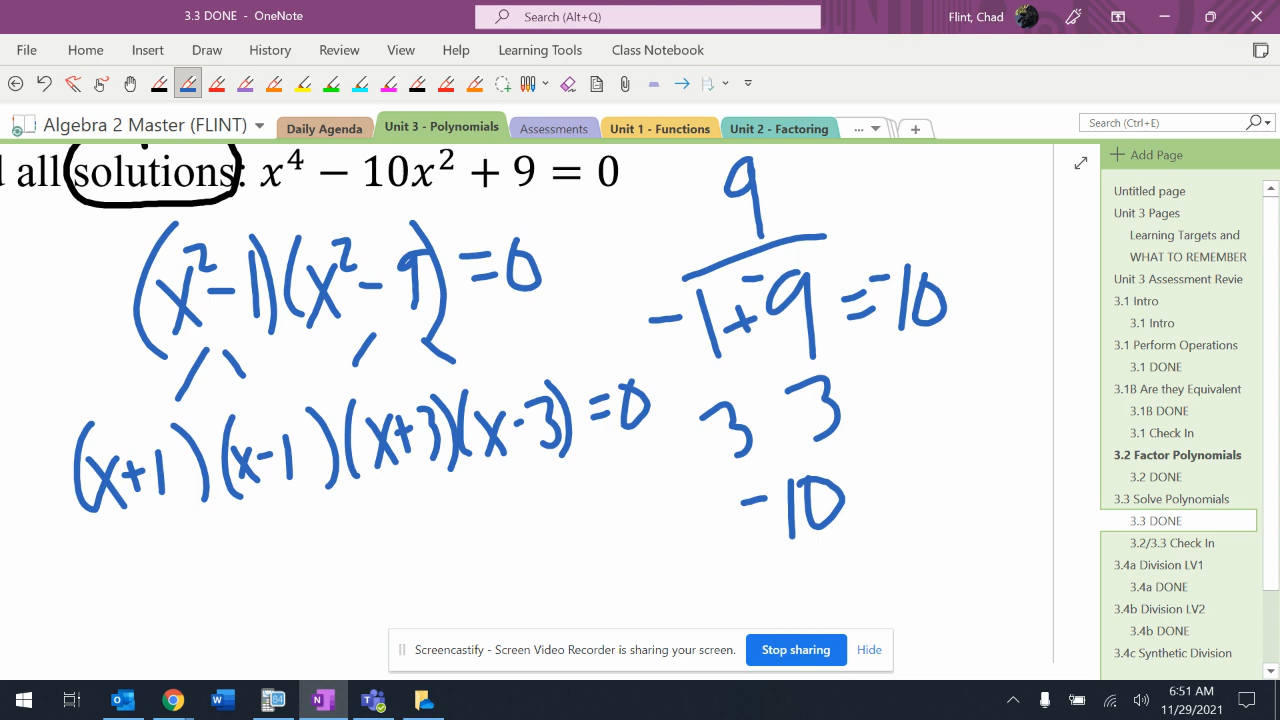 3.3 DONE - OneNote
Search (Alt+Q)
Flint, Chad
File Home Insert Draw History Review View Help Learning Tools Class Notebook
Algebra 2 Master (FLINT)
Daily Agenda
Unit 3 - Polynomials
Assessments
Unit 1 - Functions
Unit 2 - Factoring
...
Search (Ctrl+E)
Add Page
d all solutions: x⁴ − 10x² + 9 = 0
(x²-1)(x²-9)=0
(x+1)(x-1)(x+3)(x-3)=0
9
-1+-9=-10
3 3
-10
Untitled page
Unit 3 Pages
Learning Targets and
WHAT TO REMEMBER
Unit 3 Assessment Revie
3.1 Intro
3.1 Intro
3.1 Perform Operations
3.1 DONE
3.1B Are they Equivalent
3.1B DONE
3.1 Check In
3.2 Factor Polynomials
3.2 DONE
3.3 Solve Polynomials
3.3 DONE
3.2/3.3 Check In
3.4a Division LV1
3.4a DONE
3.4b Division LV2
3.4b DONE
3.4c Synthetic Division
Screencastify - Screen Video Recorder is sharing your screen.
Stop sharing
Hide
6:51 AM
11/29/2021